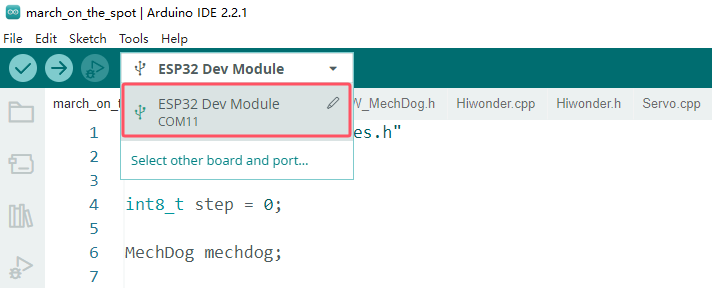 march_on_the_spot | Arduino IDE 2.2.1
File Edit Sketch Tools Help
ESP32 Dev Module
march_on_t W_MechDog.h Hiwonder.cpp Hiwonder.h Servo.cpp
ESP32 Dev Module
COM11
1 es.h"
2
Select other board and port...
3
4 int8_t step = 0;
5
6 MechDog mechdog;
7